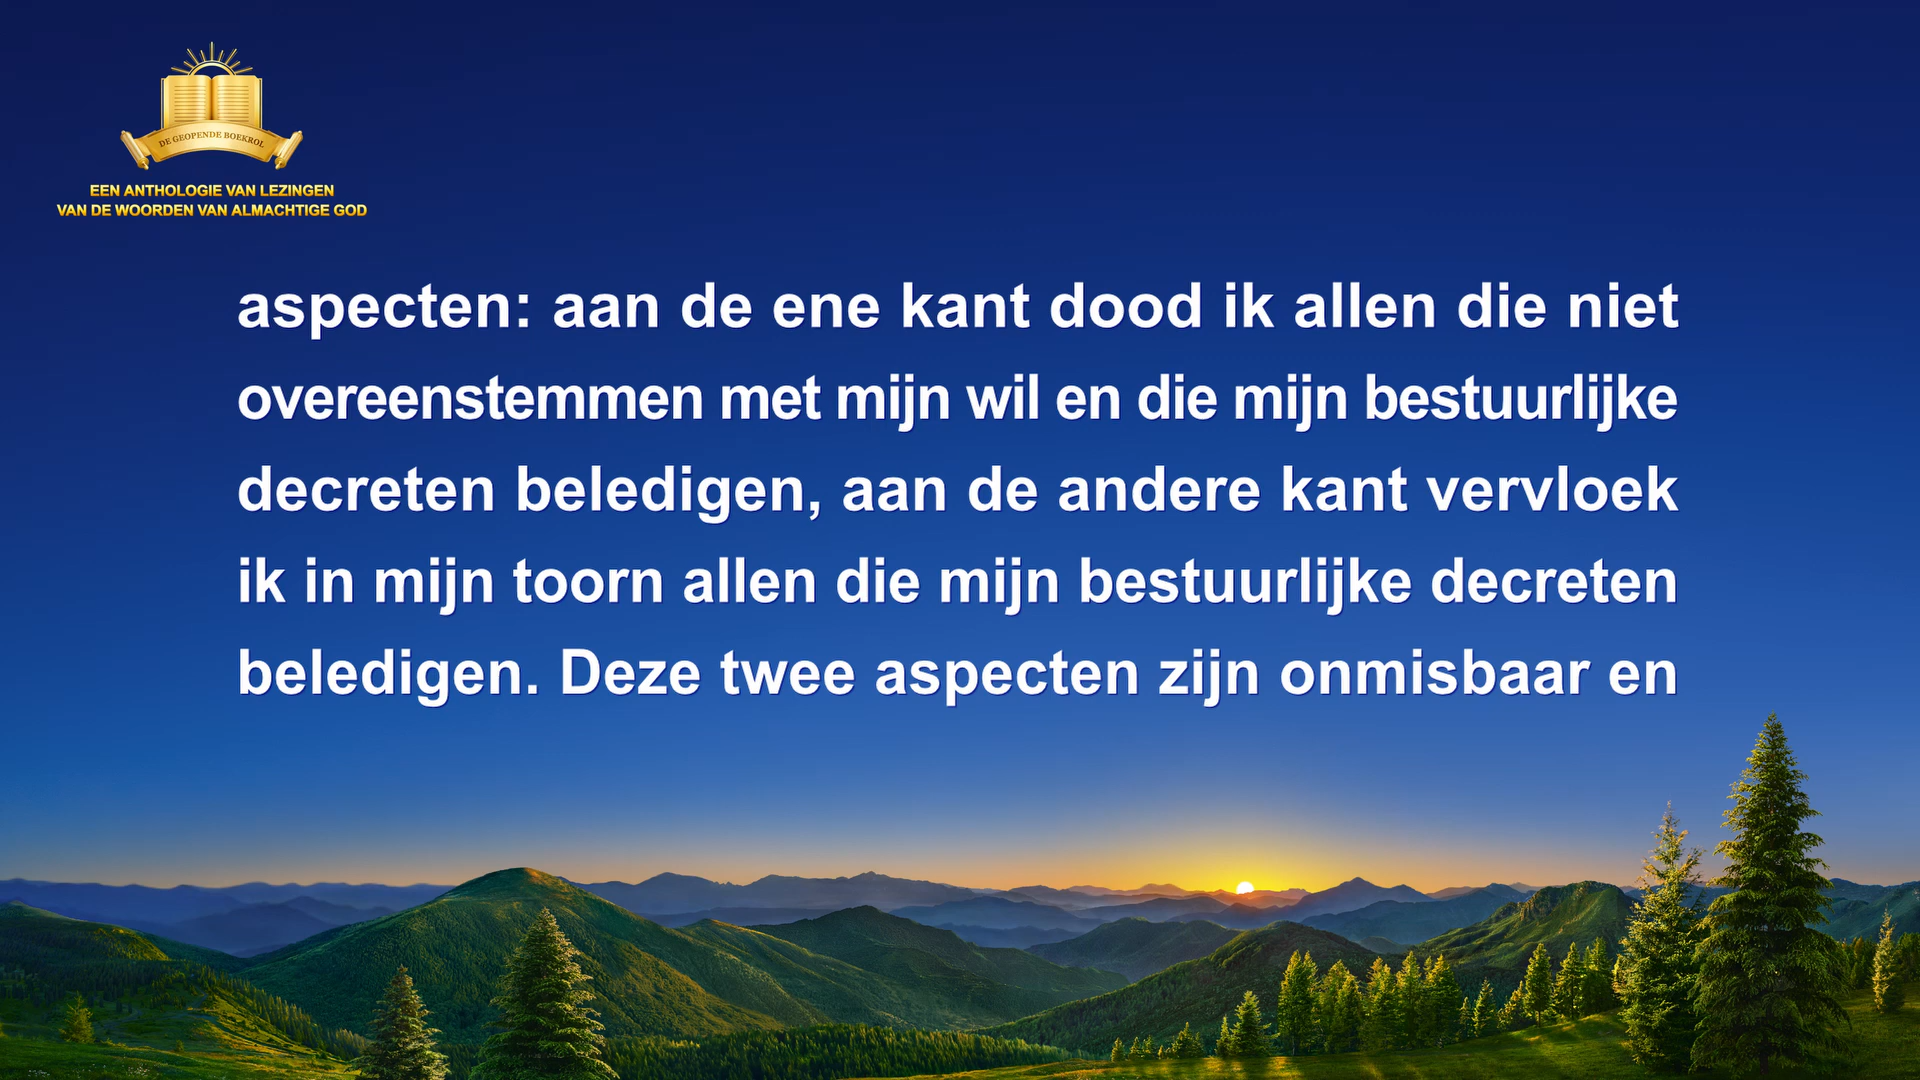 DE GEOPENDE BOEKROL
EEN ANTHOLOGIE VAN LEZINGEN
VAN DE WOORDEN VAN ALMACHTIGE GOD
aspecten: aan de ene kant dood ik allen die niet
overeenstemmen met mijn wil en die mijn bestuurlijke
decreten beledigen, aan de andere kant vervloek
ik in mijn toorn allen die mijn bestuurlijke decreten
beledigen. Deze twee aspecten zijn onmisbaar en